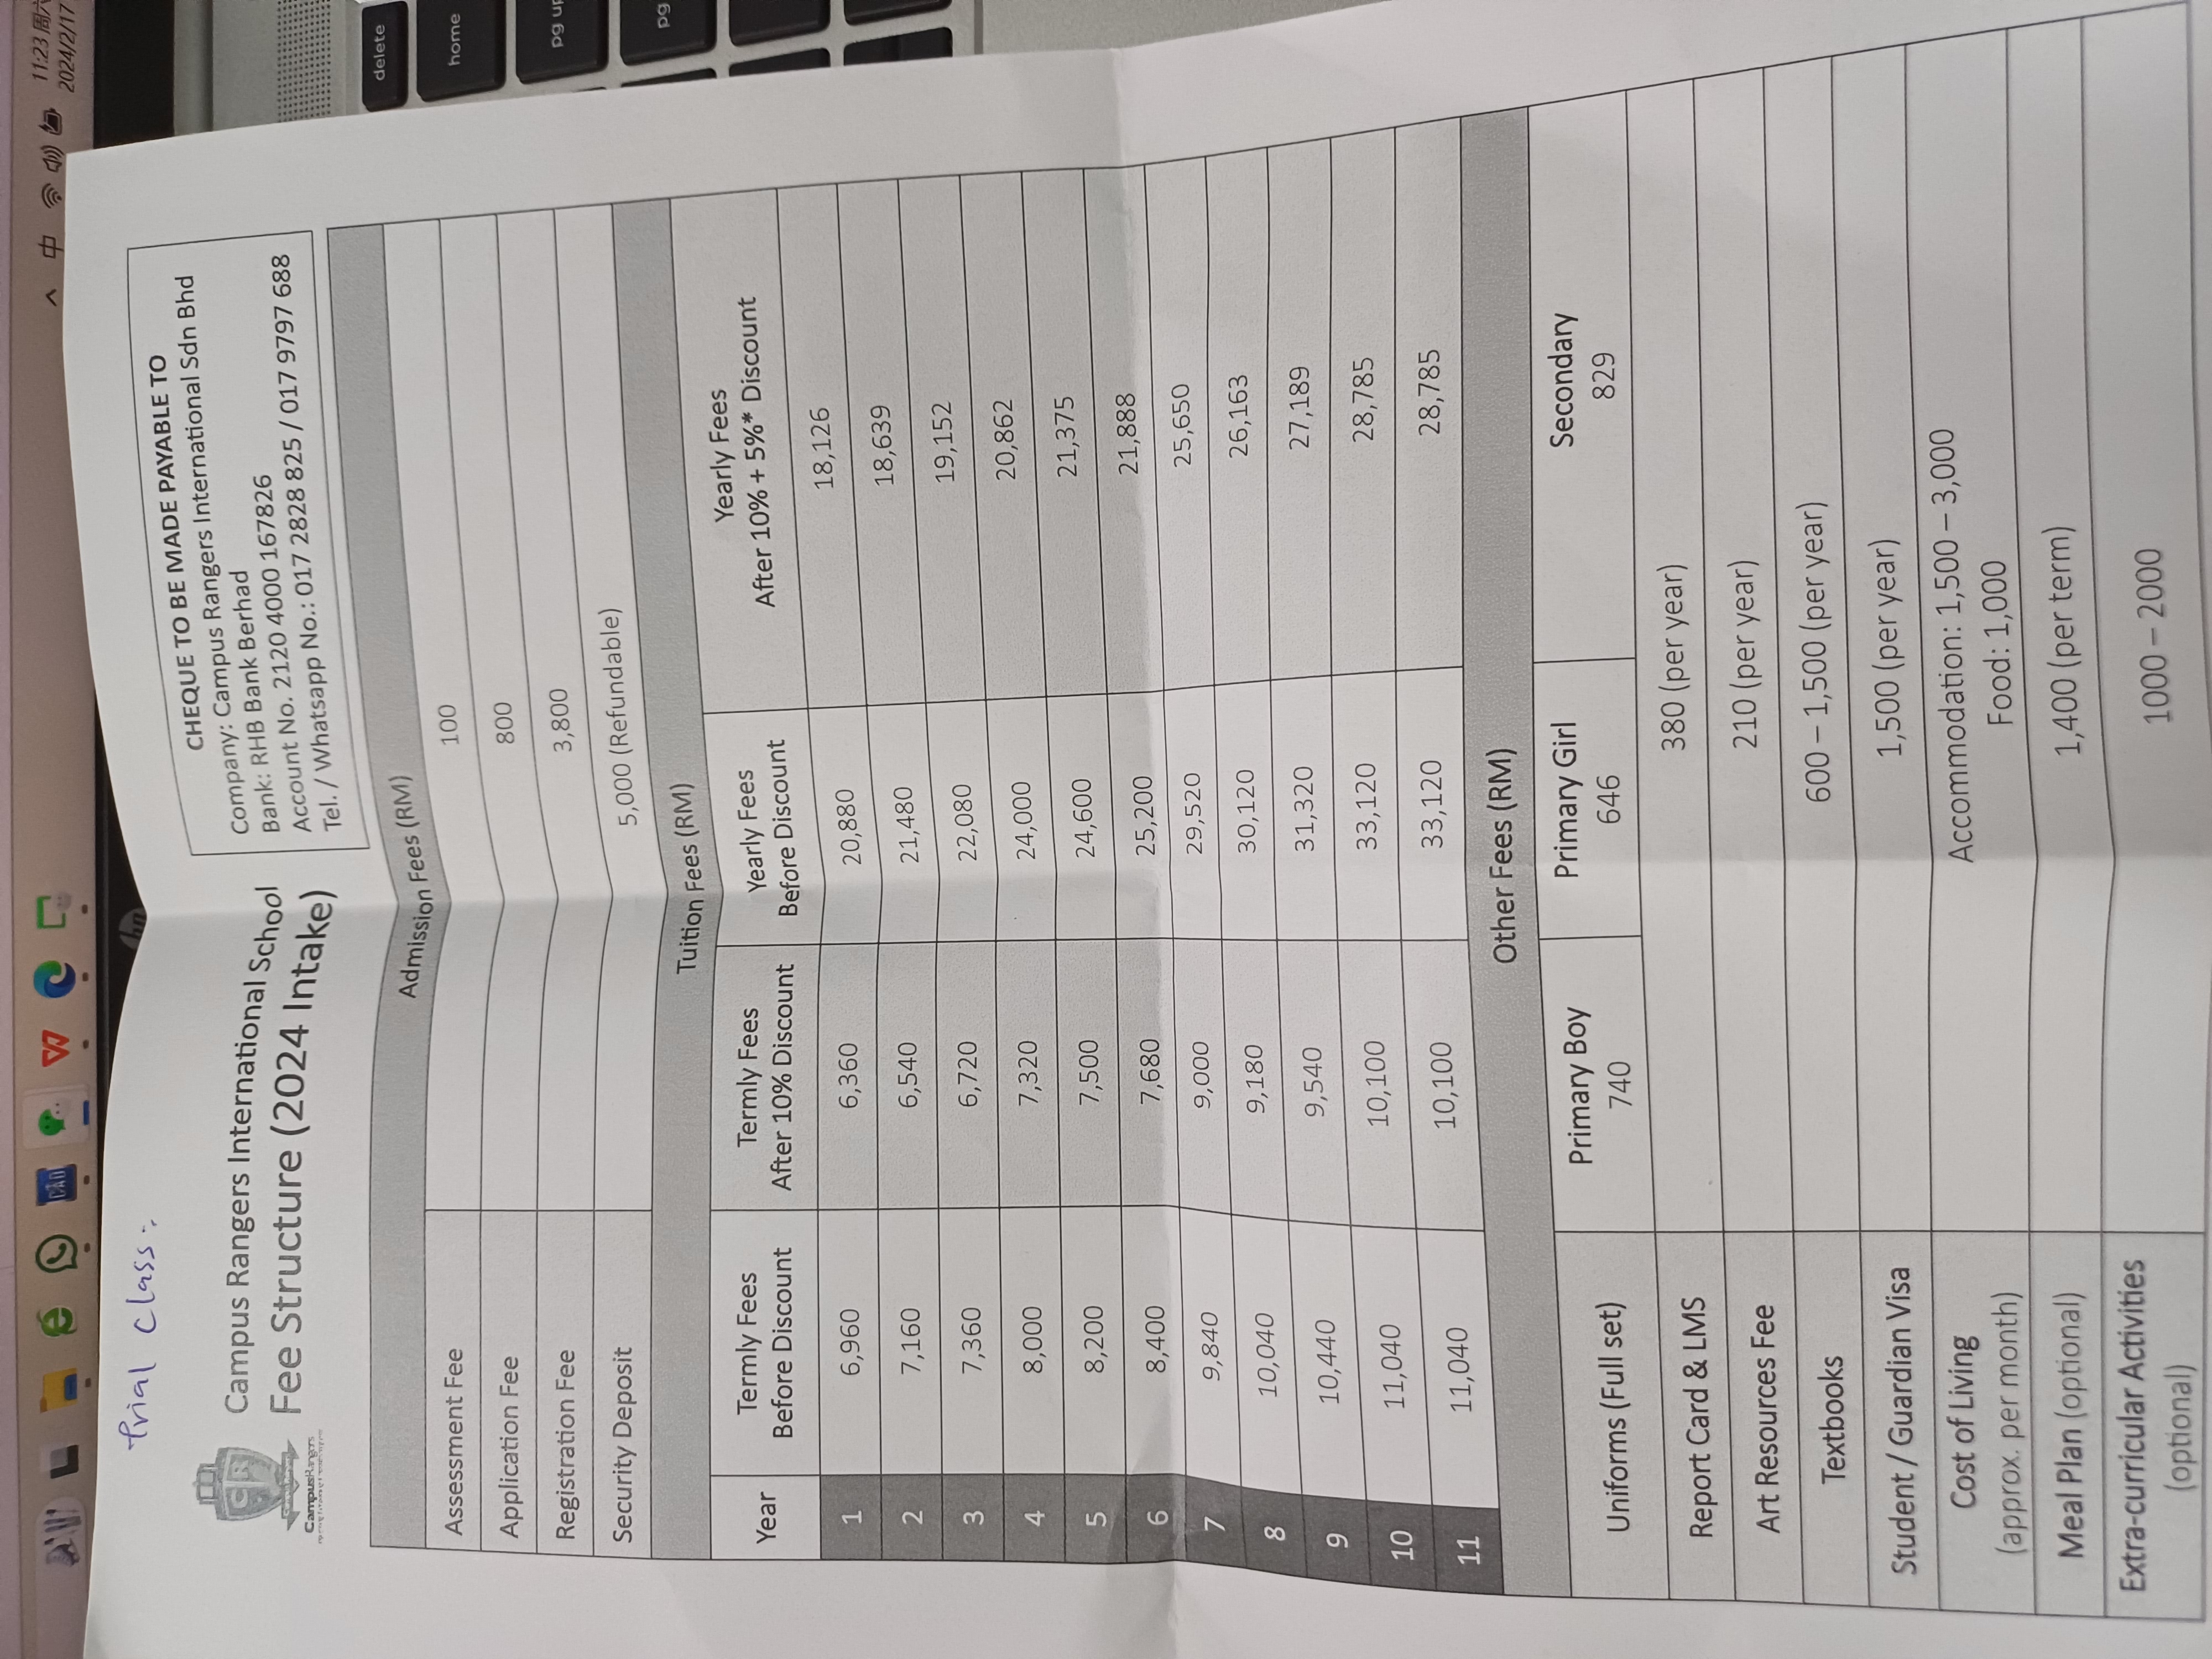 11:23 周六
2024/2/17
中
CAD
hp
Trial class:
CR
Campus Rangers
CampusRangers
Campus Rangers International School
Fee Structure (2024 Intake)
CHEQUE TO BE MADE PAYABLE TO
Company: Campus Rangers International Sdn Bhd
Bank: RHB Bank Berhad
Account No. 2120 4000 167826
Tel. / Whatsapp No.: 017 2828 825 / 017 9797 688
Admission Fees (RM)
Assessment Fee 100
Application Fee 800
Registration Fee 3,800
Security Deposit 5,000 (Refundable)
Tuition Fees (RM)
Year Termly Fees Before Discount Termly Fees After 10% Discount Yearly Fees Before Discount Yearly Fees After 10% + 5%* Discount
1 6,960 6,360 20,880 18,126
2 7,160 6,540 21,480 18,639
3 7,360 6,720 22,080 19,152
4 8,000 7,320 24,000 20,862
5 8,200 7,500 24,600 21,375
6 8,400 7,680 25,200 21,888
7 9,840 9,000 29,520 25,650
8 10,040 9,180 30,120 26,163
9 10,440 9,540 31,320 27,189
10 11,040 10,100 33,120 28,785
11 11,040 10,100 33,120 28,785
Other Fees (RM)
Uniforms (Full set) Primary Boy 740 Primary Girl 646 Secondary 829
Report Card & LMS 380 (per year)
Art Resources Fee 210 (per year)
Textbooks 600 – 1,500 (per year)
Student / Guardian Visa 1,500 (per year)
Cost of Living (approx. per month) Accommodation: 1,500 – 3,000
Food: 1,000
Meal Plan (optional) 1,400 (per term)
Extra-curricular Activities (optional) 1000 – 2000
delete
home
pg up
pg